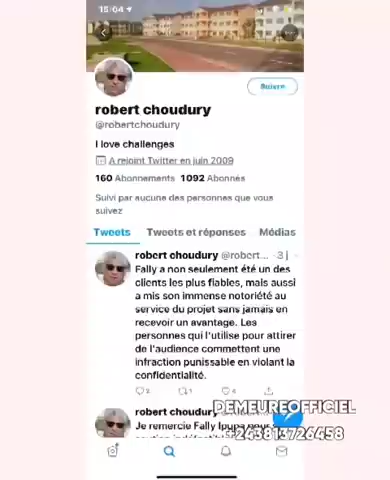 15:04
Suivre
robert choudury
@robertchoudury
I love challenges
A rejoint Twitter en juin 2009
160 Abonnements 1 092 Abonnés
Suivi par aucune des personnes que vous
suivez
Tweets Tweets et réponses Médias
robert choudury @robert... · 3 j
Fally a non seulement été un des
clients les plus fiables, mais aussi
a mis son immense notoriété au
service du projet sans jamais en
recevoir un avantage. Les
personnes qui l'utilise pour attirer
de l'audience commettent une
infraction punissable en violant la
confidentialité.
DEMEUREOFFICIEL
robert choudury
Je remercie Fally Ipupa pour
+243813726458